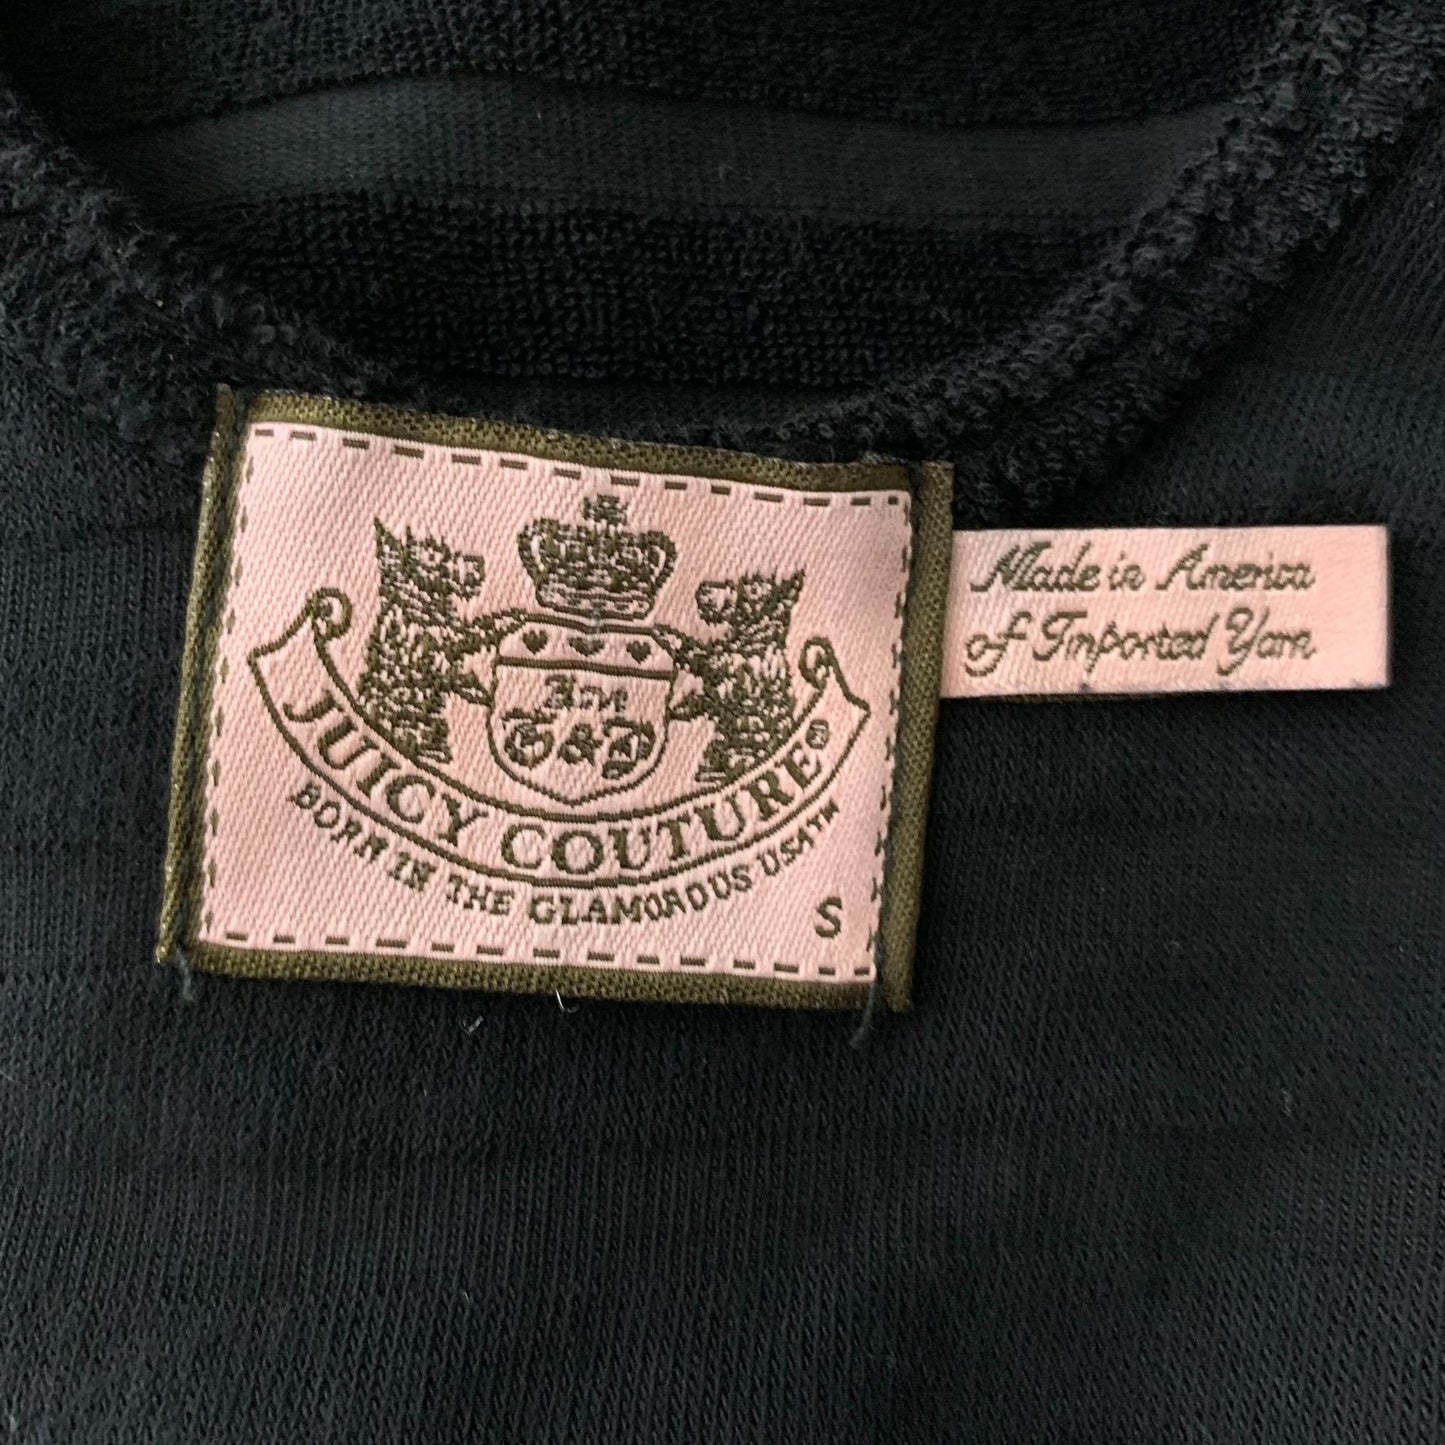 G&P
JUICY COUTURE®
BORN IN THE GLAMOROUS USA™
S
Made in America
of Imported Yarn